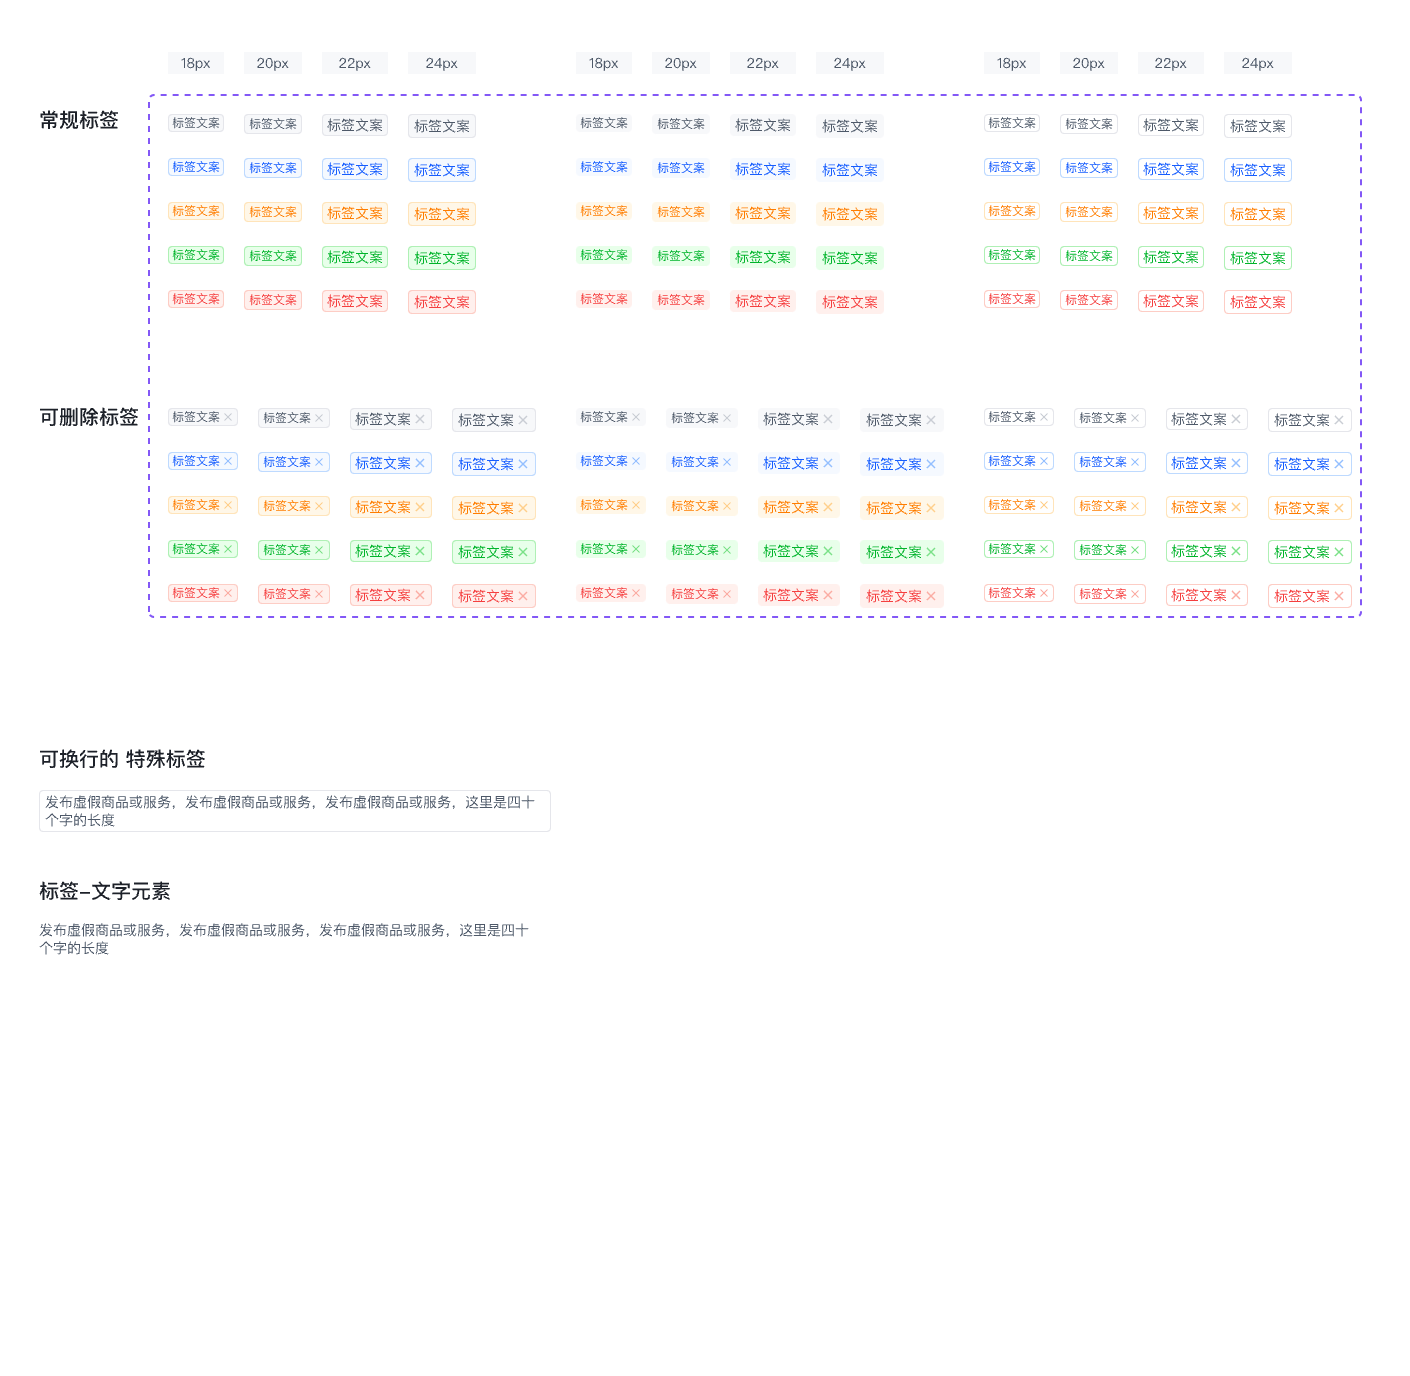 18px 20px 22px 24px 18px 20px 22px 24px 18px 20px 22px 24px
常规标签 标签文案 标签文案 标签文案 标签文案 标签文案 标签文案 标签文案 标签文案 标签文案 标签文案 标签文案 标签文案
标签文案 标签文案 标签文案 标签文案 标签文案 标签文案 标签文案 标签文案 标签文案 标签文案 标签文案 标签文案
标签文案 标签文案 标签文案 标签文案 标签文案 标签文案 标签文案 标签文案 标签文案 标签文案 标签文案 标签文案
标签文案 标签文案 标签文案 标签文案 标签文案 标签文案 标签文案 标签文案 标签文案 标签文案 标签文案 标签文案
标签文案 标签文案 标签文案 标签文案 标签文案 标签文案 标签文案 标签文案 标签文案 标签文案 标签文案 标签文案
可删除标签 标签文案 × 标签文案 × 标签文案 × 标签文案 × 标签文案 × 标签文案 × 标签文案 × 标签文案 × 标签文案 × 标签文案 × 标签文案 × 标签文案 ×
标签文案 × 标签文案 × 标签文案 × 标签文案 × 标签文案 × 标签文案 × 标签文案 × 标签文案 × 标签文案 × 标签文案 × 标签文案 × 标签文案 ×
标签文案 × 标签文案 × 标签文案 × 标签文案 × 标签文案 × 标签文案 × 标签文案 × 标签文案 × 标签文案 × 标签文案 × 标签文案 × 标签文案 ×
标签文案 × 标签文案 × 标签文案 × 标签文案 × 标签文案 × 标签文案 × 标签文案 × 标签文案 × 标签文案 × 标签文案 × 标签文案 × 标签文案 ×
标签文案 × 标签文案 × 标签文案 × 标签文案 × 标签文案 × 标签文案 × 标签文案 × 标签文案 × 标签文案 × 标签文案 × 标签文案 × 标签文案 ×
可换行的 特殊标签
发布虚假商品或服务，发布虚假商品或服务，发布虚假商品或服务，这里是四十
个字的长度
标签-文字元素
发布虚假商品或服务，发布虚假商品或服务，发布虚假商品或服务，这里是四十
个字的长度